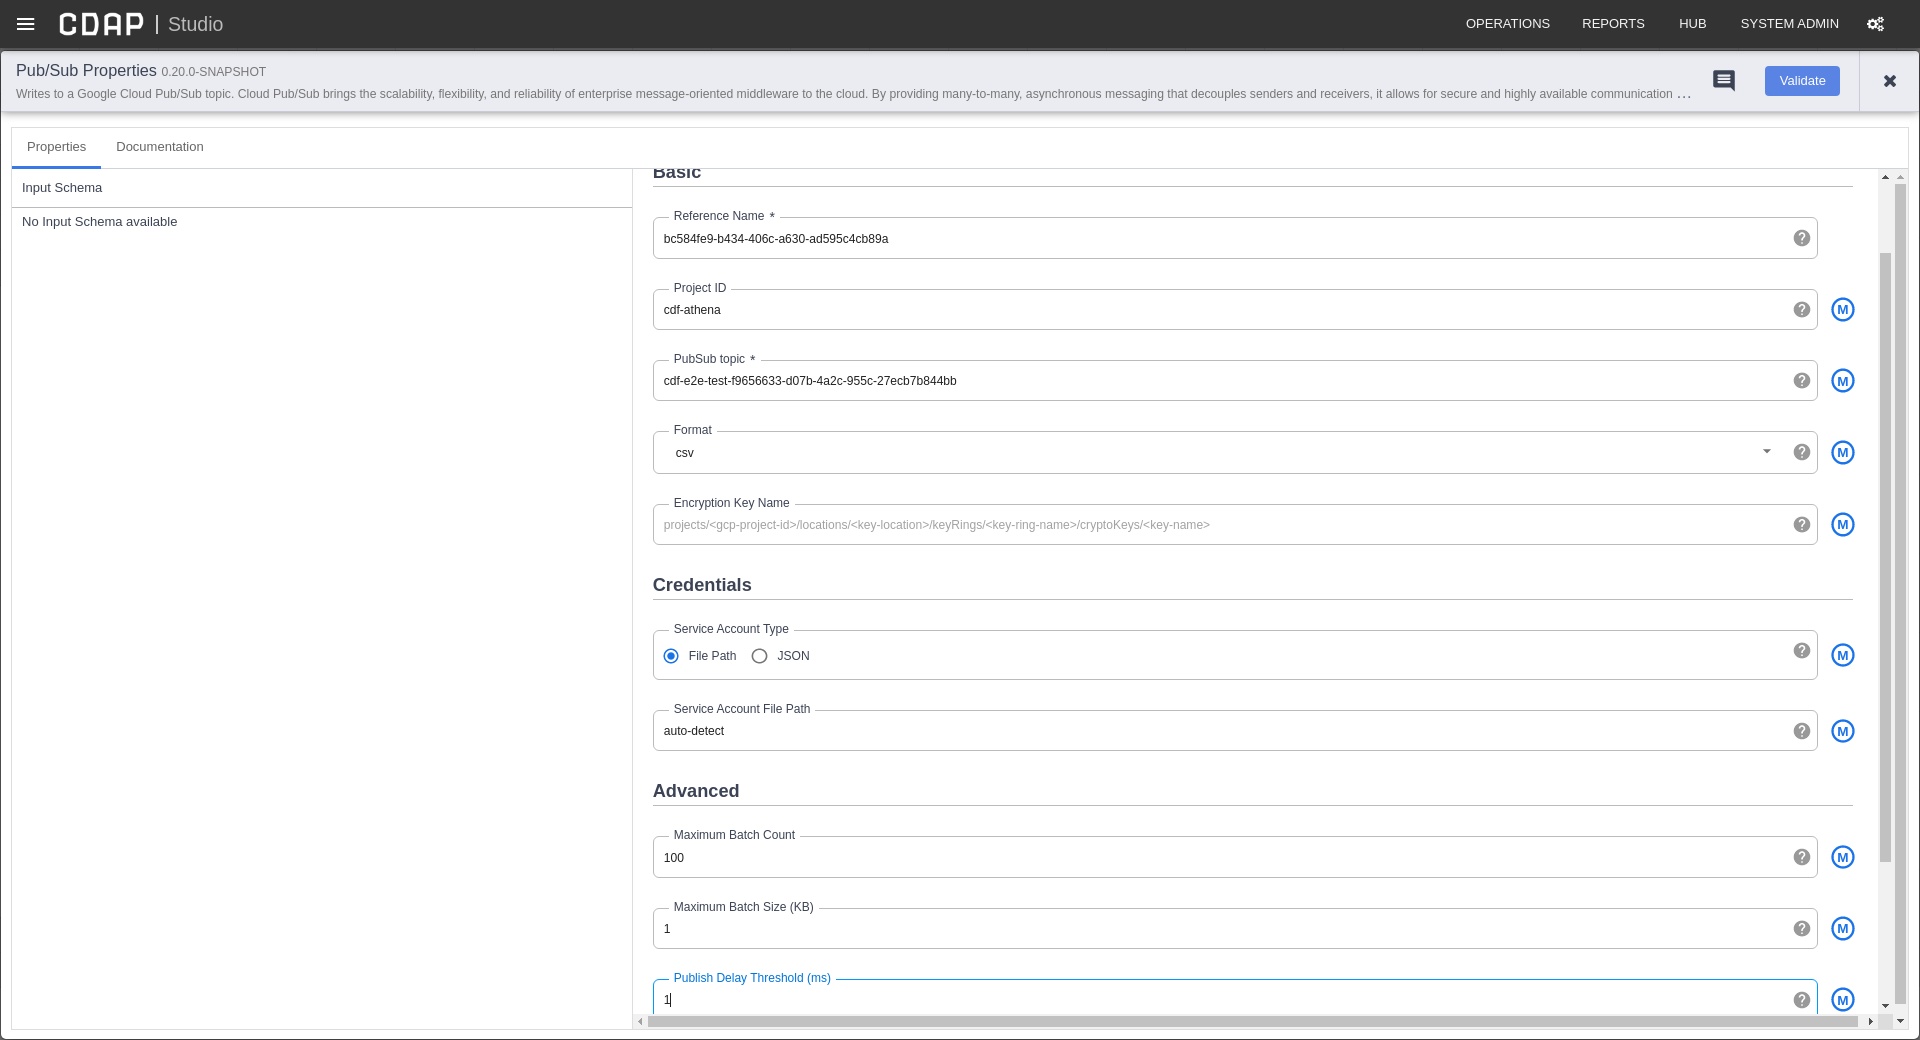 CDAP | Studio
OPERATIONS REPORTS HUB SYSTEM ADMIN
Pub/Sub Properties 0.20.0-SNAPSHOT
Writes to a Google Cloud Pub/Sub topic. Cloud Pub/Sub brings the scalability, flexibility, and reliability of enterprise message-oriented middleware to the cloud. By providing many-to-many, asynchronous messaging that decouples senders and receivers, it allows for secure and highly available communication ...
Validate
Properties Documentation
Input Schema
No Input Schema available
Basic
Reference Name *
bc584fe9-b434-406c-a630-ad595c4cb89a
Project ID
cdf-athena
M
PubSub topic *
cdf-e2e-test-f9656633-d07b-4a2c-955c-27ecb7b844bb
M
Format
csv
M
Encryption Key Name
projects/<gcp-project-id>/locations/<key-location>/keyRings/<key-ring-name>/cryptoKeys/<key-name>
M
Credentials
Service Account Type
File Path JSON
M
Service Account File Path
auto-detect
M
Advanced
Maximum Batch Count
100
M
Maximum Batch Size (KB)
1
M
Publish Delay Threshold (ms)
1
M